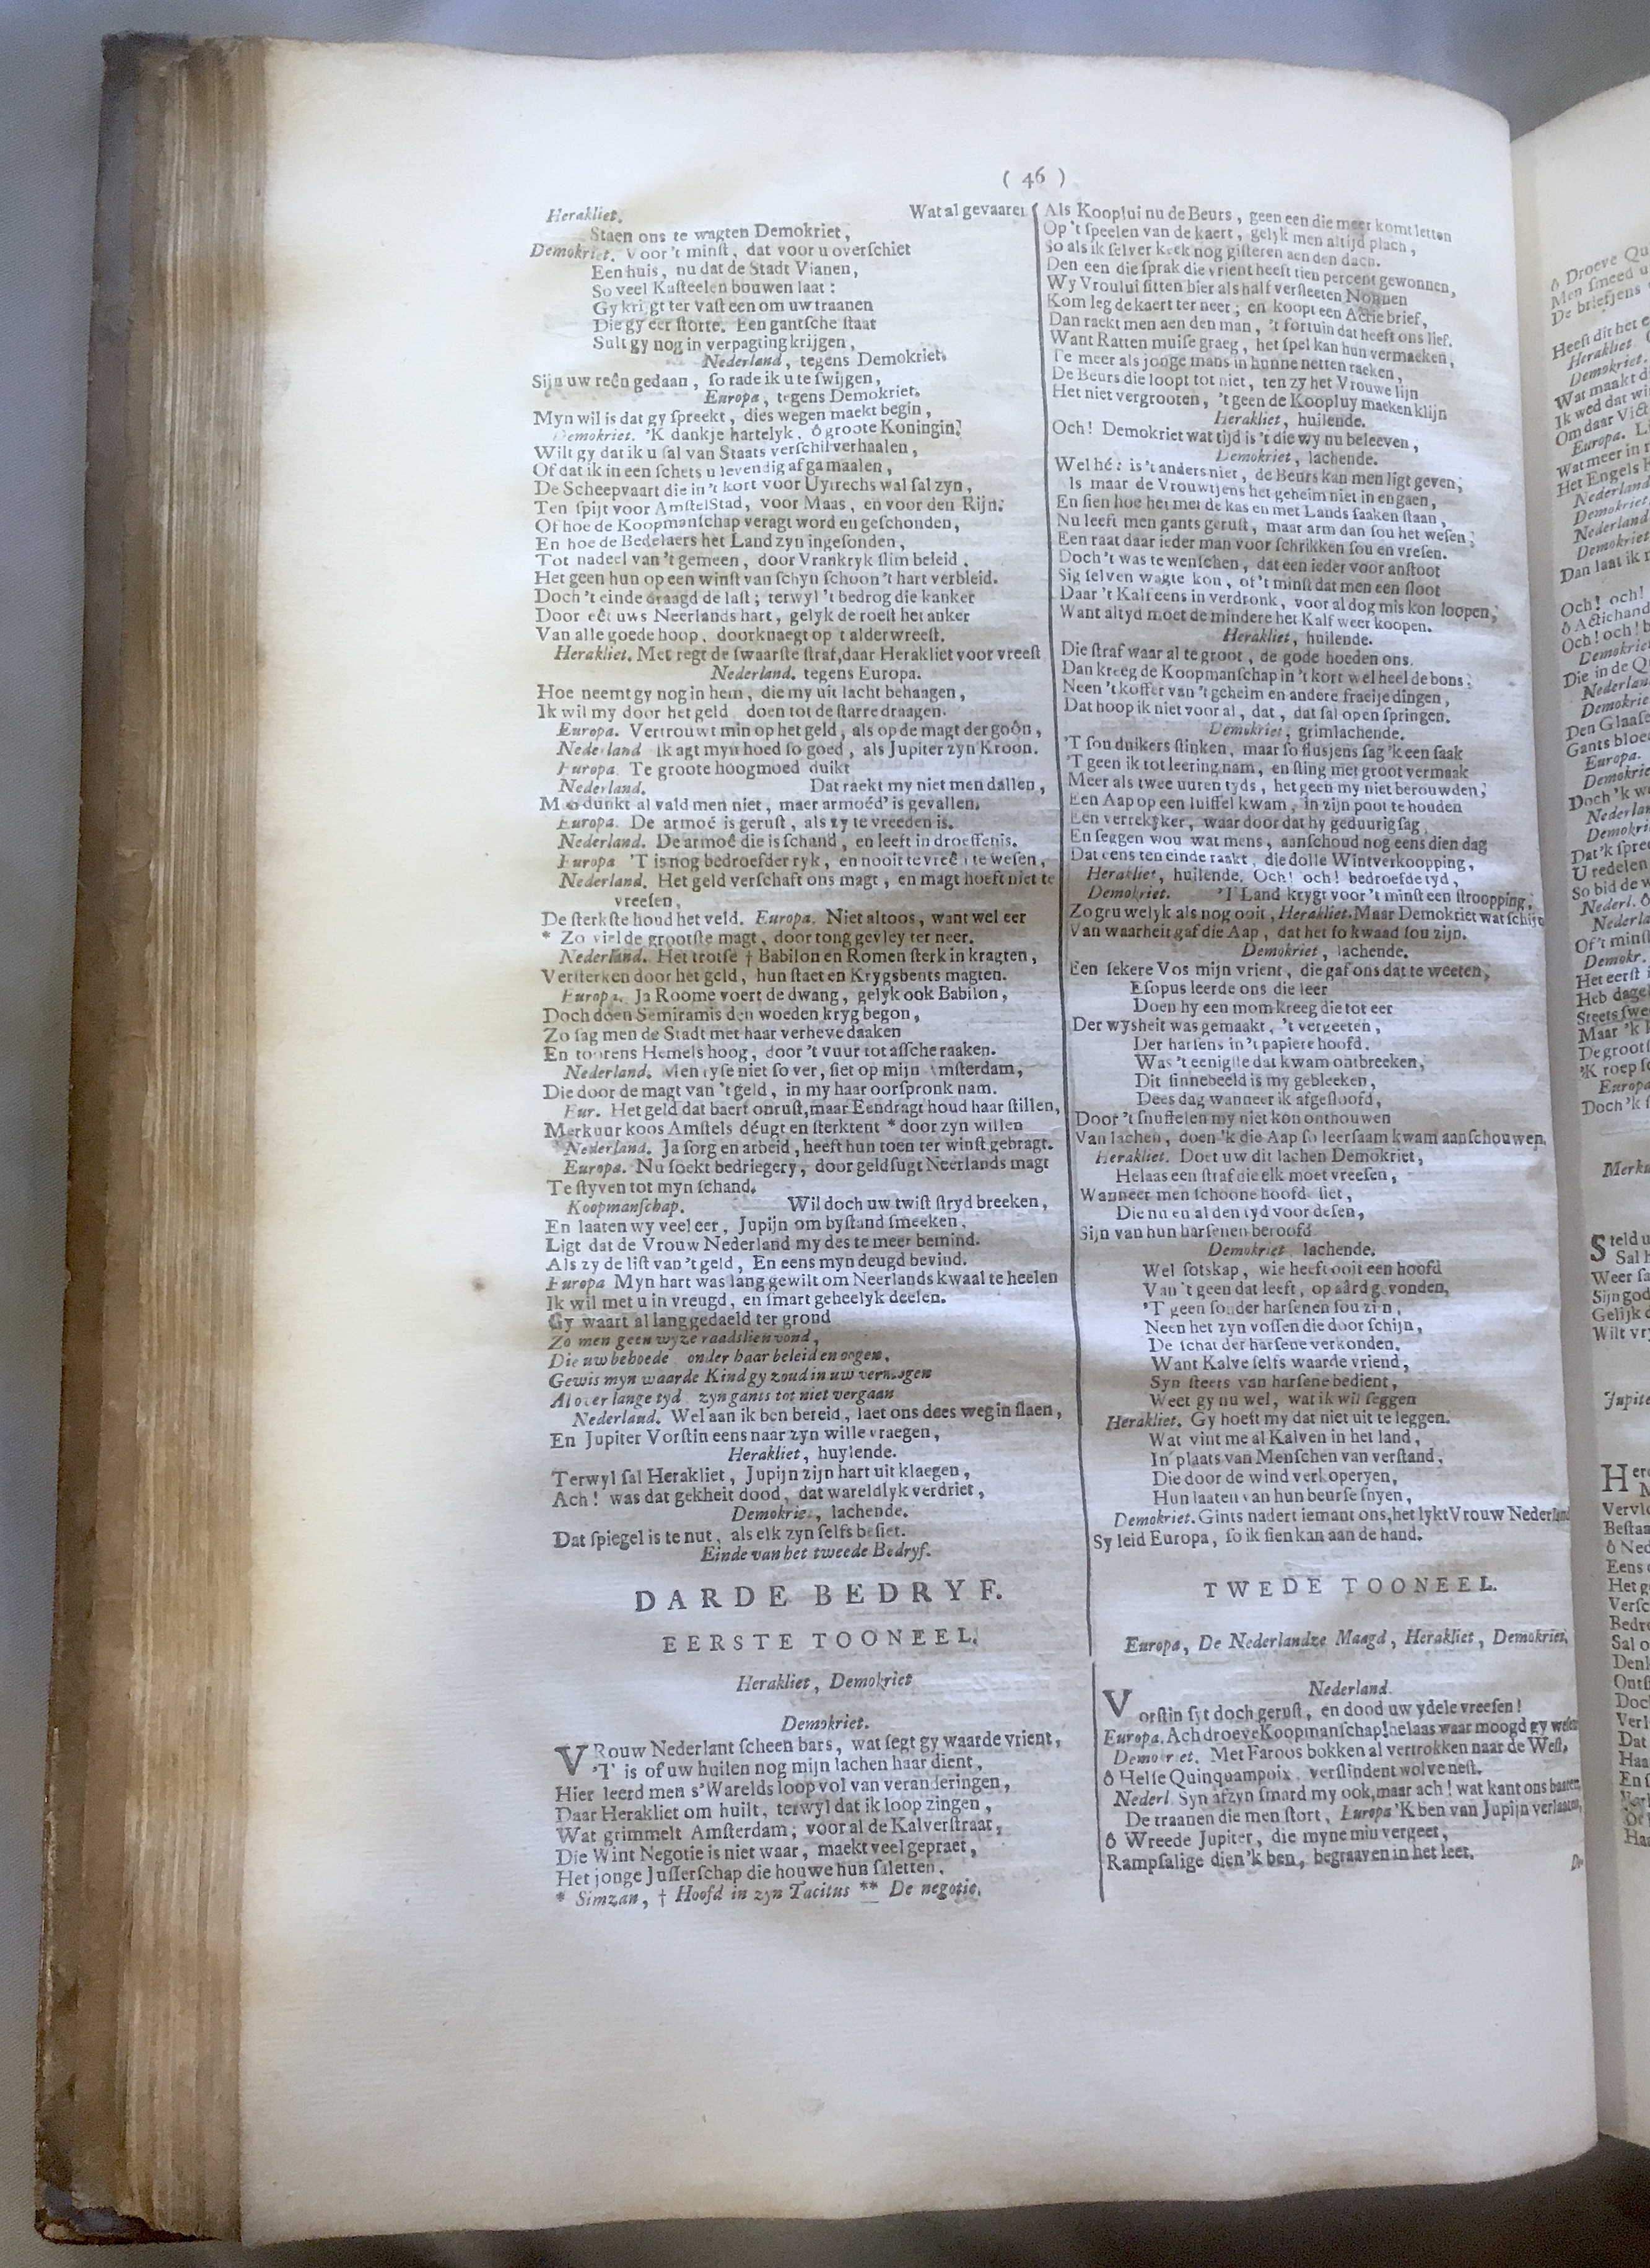 ( 46 )
Herakliet. Wat al gevaaren
Staen ons te wagten Demokriet,
Demokriet. Voor 't minſt, dat voor u overſchiet
Een huis, nu dat de Stadt Vianen,
So veel Kaſteelen bouwen laat:
Gy krijgt ter vaſt een om uw traanen
Die gy eer ſtorte. Een gantſche ſtaat
Sult gy nog in verpagting krijgen,
Nederland, tegens Demokriet.
Sijn uw reên gedaan, ſo rade ik u te ſwijgen,
Europa, tegens Demokriet.
Myn wil is dat gy ſpreekt, dies wegen maekt begin,
Demokriet. 'K dankje hartelyk, ô groote Koningin!
Wilt gy dat ik u ſal van Staats verſchil verhaalen,
Of dat ik in een ſchets u levendig af ga maalen,
De Scheepvaart die in 't kort voor Uytrechs wal ſal zyn,
Ten ſpijt voor AmſtelStad, voor Maas, en voor den Rijn.
Of hoe de Koopmanſchap veragt word en geſchonden,
En hoe de Bedelaers het Land zyn ingeſonden,
Tot nadeel van 't gemeen, door Vrankryk ſlim beleid.
Het geen hun op een winſt van ſchyn ſchoon 't hart verbleid.
Doch 't einde draagd de laſt; terwyl 't bedrog die kanker
Door eêt uws Neerlands hart, gelyk de roeſt het anker
Van alle goede hoop, doorknaegt op 't alderwreeſt.
Herakliet. Met regt de ſwaarſte ſtraf, daar Herakliet voor vreeſt
Nederland. tegens Europa.
Hoe neemt gy nog in hem, die my uit lacht behaagen,
Ik wil my door het geld doen tot de ſtarre draagen.
Europa. Vertrouwt min op het geld, als op de magt der goôn,
Nederland Ik agt myn hoed ſo goed, als Jupiter zyn Kroon.
Europa. Te groote hoogmoed duikt
Nederland. Dat raekt my niet men dallen,
Men dunkt al vald men niet, maer armoéd' is gevallen.
Europa. De armoé is geruſt, als zy te vreeden is.
Nederland. De armoê die is ſchand, en leeft in droeffenis.
Europa 'T is nog bedroefder ryk, en nooit te vreê te weſen,
Nederland. Het geld verſchaft ons magt, en magt hoeft niet te
vreeſen,
De ſterkſte houd het veld. Europa. Niet altoos, want wel eer
* Zo viel de grootſte magt, door tong gevley ter neer.
Nederland. Het trotſe † Babilon en Romen ſterk in kragten,
Verſterken door het geld, hun ſtaet en Krygsbents magten.
Europa. Ja Roome voert de dwang, gelyk ook Babilon,
Doch doen Semiramis den woeden kryg begon,
Zo ſag men de Stadt met haar verheve daaken
En toorens Hemels hoog, door 't vuur tot aſſche raaken.
Nederland. Men ryſe niet ſo ver, ſiet op mijn Amſterdam,
Die door de magt van 't geld, in my haar oorſpronk nam.
Eur. Het geld dat baert onruſt, maar Eendragt houd haar ſtillen,
Merkuur koos Amſtels deugt en ſterktent * door zyn willen
Nederland. Ja ſorg en arbeid, heeft hun toen ter winſt gebragt.
Europa. Nu ſoekt bedriegery, door geldſugt Neerlands magt
Te ſtyven tot myn ſchand.
Koopmanſchap. Wil doch uw twiſt ſtryd breeken,
En laaten wy veel eer, Jupijn om byſtand ſmeeken.
Ligt dat de Vrouw Nederland my des te meer bemind.
Als zy de liſt van 't geld, En eens myn deugd bevind.
Europa Myn hart was lang gewilt om Neerlands kwaal te heelen
Ik wil met u in vreugd, en ſmart geheelyk deelen.
Gy waart al lang gedaeld ter grond
Zo men geen wyze raadslien vond,
Die uw behoede onder haar beleid en oogen,
Gewis myn waarde Kind gy zoud in uw vermogen
Al over lange tyd zyn gants tot niet vergaan
Nederland. Wel aan ik ben bereid, laet ons dees weg in ſlaen,
En Jupiter Vorſtin eens naar zyn wille vraegen,
Herakliet, huylende.
Terwyl ſal Herakliet, Jupijn zijn hart uit klaegen,
Ach! was dat gekheit dood, dat wareldlyk verdriet,
Demokriet, lachende.
Dat ſpiegel is te nut, als elk zyn ſelfs beſiet.
Einde van het tweede Bedryf.
DARDE BEDRYF.
EERSTE TOONEEL.
Herakliet, Demokriet
Demokriet.
VRouw Nederlant ſcheen bars, wat ſegt gy waarde vrient,
'T is of uw huilen nog mijn lachen haar dient,
Hier leerd men s'Warelds loop vol van veranderingen,
Daar Herakliet om huilt, terwyl dat ik loop zingen,
Wat grimmelt Amſterdam; voor al de Kalverſtraat,
Die Wint Negotie is niet waar, maekt veel gepraet,
Het jonge Juſſerſchap die houwe hun ſaletten.
* Simzan, † Hoofd in zyn Tacitus ** De negotie.
Als Kooplui nu de Beurs, geen een die meer komt letten
Op 't ſpeelen van de kaert, gelyk men altijd plach,
So als ik ſelver keek nog giſteren aen den dach.
Den een die ſprak die vrient heeft tien percent gewonnen,
Wy Vroului ſitten hier als half verſleeten Nonnen
Kom leg de kaert ter neer; en koopt een Actie brief,
Dan raekt men aen den man, 't fortuin dat heeft ons lief.
Want Ratten muiſe graeg, het ſpel kan hun vermaeken,
Te meer als jonge mans in hunne netten raeken,
De Beurs die loopt tot niet, ten zy het Vrouwe lijn
Het niet vergrooten, 't geen de Koopluy maeken klijn
Herakliet, huilende.
Och! Demokriet wat tijd is 't die wy nu beleeven,
Demokriet, lachende.
Wel hé: is 't anders niet, de Beurs kan men ligt geven;
Is maar de Vrouwtjens het geheim niet in engaen,
En ſien hoe het met de kas en met Lands ſaaken ſtaan,
Nu leeft men gants geruſt, maar arm dan ſou het weſen;
Een raat daar ieder man voor ſchrikken ſou en vreſen.
Doch 't was te wenſchen, dat een ieder voor anſtoot
Sig ſelven wagte kon, of 't minſt dat men een ſloot
Daar 't Kalf eens in verdronk, voor al dog mis kon loopen;
Want altyd moet de mindere het Kalf weer koopen.
Herakliet, huilende.
Die ſtraf waar al te groot, de gode hoeden ons.
Dan kreeg de Koopmanſchap in 't kort wel heel de bons;
Neen 't koffer van 't geheim en andere fraeije dingen,
Dat hoop ik niet voor al, dat, dat ſal open ſpringen.
Demokriet, grimlachende.
'T ſou duikers ſtinken, maar ſo fluſjens ſag 'k een ſaak
'T geen ik tot leering nam, en ſting met groot vermaak
Meer als twee uuren tyds, het geen my niet berouwden;
Een Aap op een luiffel kwam, in zijn poot te houden
Een verrekyker, waar door dat hy geduurig ſag
En ſeggen wou wat mens, aanſchoud nog eens dien dag
Dat eens ten einde raakt, die dolle Wintverkoopping,
Herakliet, huilende. Och! och! bedroefde tyd,
Demokriet. 'T Land krygt voor 't minſt een ſtroopping;
Zo gruwelyk als nog ooit, Herakliet. Maar Demokriet wat ſchijn
Van waarheit gaf die Aap, dat het ſo kwaad ſou zijn.
Demokriet, lachende.
Een ſekere Vos mijn vrient, die gaf ons dat te weeten,
Eſopus leerde ons die leer
Doen hy een mom kreeg die tot eer
Der wysheit was gemaakt, 't vergeeten,
Der harſens in 't papiere hoofd.
Was 't eenigſte dat kwam ontbreeken,
Dit ſinnebeeld is my gebleeken,
Dees dag wanneer ik afgeſloofd,
Door 't ſnuffelen my niet kon onthouwen
Van lachen, doen 'k die Aap ſo leerſaam kwam aanſchouwen,
Herakliet. Doet uw dit lachen Demokriet,
Helaas een ſtraf die elk moet vreeſen,
Wanneer men ſchoone hoofd ſiet,
Die nu en al den tyd voor deſen,
Sijn van hun harſenen beroofd
Demokriet lachende.
Wel ſotskap, wie heeft ooit een hoofd
Van 't geen dat leeft, op aârd gevonden,
'T geen ſonder harſenen ſou zijn,
Neen het zyn voſſen die door ſchijn,
De ſchat der harſene verkonden.
Want Kalve ſelfs waarde vriend,
Syn ſteets van harſene bedient,
Weet gy nu wel, wat ik wil ſeggen
Herakliet. Gy hoeft my dat niet uit te leggen.
Wat vint me al Kalven in het land,
In plaats van Menſchen van verſtand,
Die door de wind verkoperyen,
Hun laaten van hun beurſe ſnyen,
Demokriet. Gints nadert iemant ons, het lykt Vrouw Nederland
Sy leid Europa, ſo ik ſien kan aan de hand.
TWEDE TOONEEL.
Europa, De Nederlandze Maagd, Herakliet, Demokriet,
Nederland.
Vorſtin ſyt doch geruſt, en dood uw ydele vreeſen!
Europa. Ach droeve Koopmanſchap! helaas waar moogd gy weſen
Demokriet. Met Faroos bokken al vertrokken naar de Weſt,
ô Helſe Quinquampoix verſlindent wolve neſt.
Nederl. Syn afzyn ſmard my ook, maar ach! wat kant ons baaten,
De traanen die men ſtort, Europa 'K ben van Jupijn verlaaten,
ô Wreede Jupiter, die myne min vergeet,
Rampſalige dien 'k ben, begraaven in het leet.
De